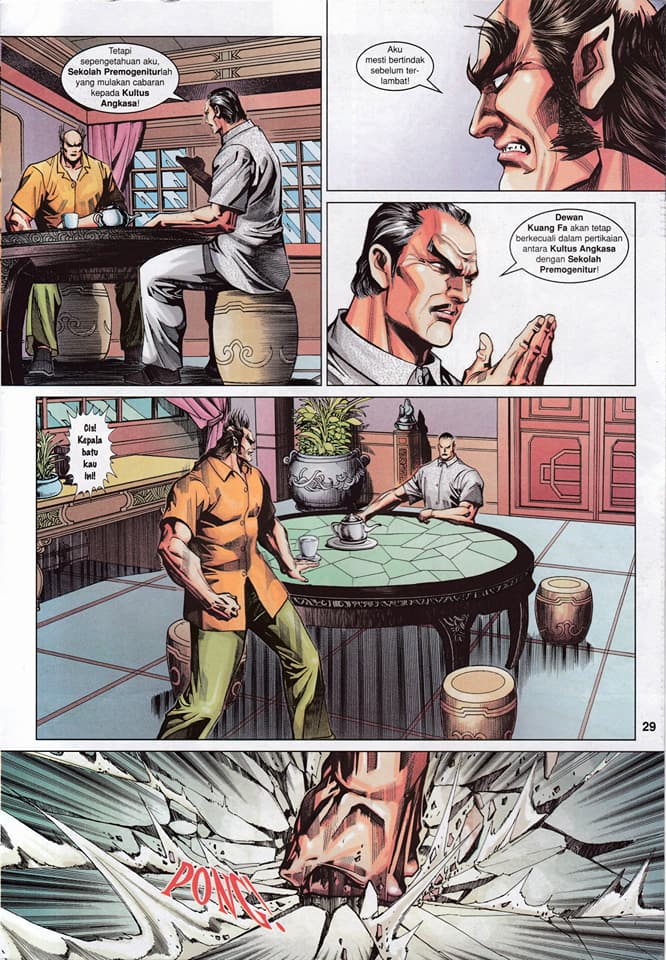 Tetapi
sepengetahuan aku,
Sekolah Premogeniturlah
yang mulakan cabaran
kepada Kultus
Angkasa!
Aku
mesti bertindak
sebelum ter-
lambat!
Dewan
Kuang Fa akan tetap
berkecuali dalam pertikaian
antara Kultus Angkasa
dengan Sekolah
Premogenitur!
Cis!
Kepala
batu
kau
ini!
29
PONG!